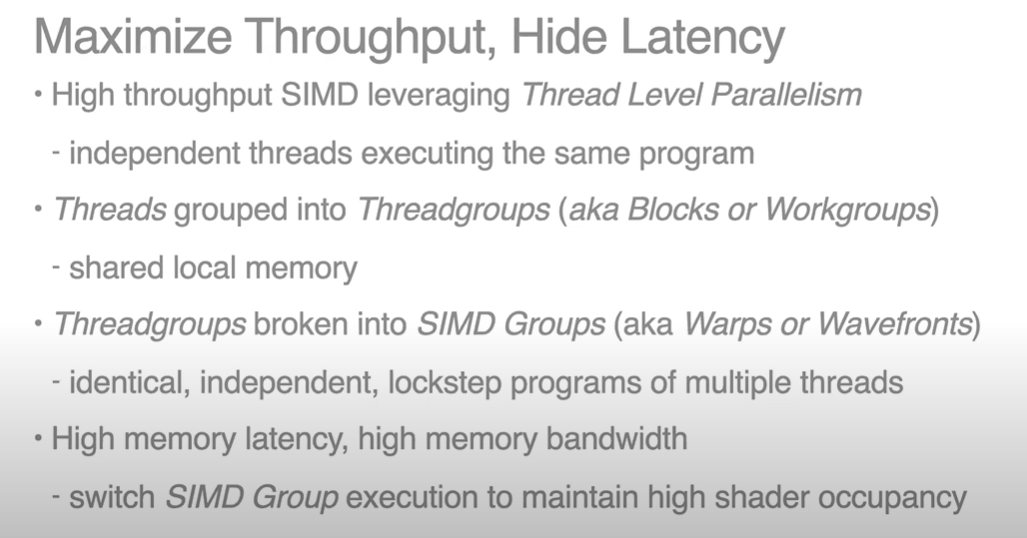 Maximize Throughput, Hide Latency
• High throughput SIMD leveraging Thread Level Parallelism
- independent threads executing the same program
• Threads grouped into Threadgroups (aka Blocks or Workgroups)
- shared local memory
• Threadgroups broken into SIMD Groups (aka Warps or Wavefronts)
- identical, independent, lockstep programs of multiple threads
• High memory latency, high memory bandwidth
- switch SIMD Group execution to maintain high shader occupancy